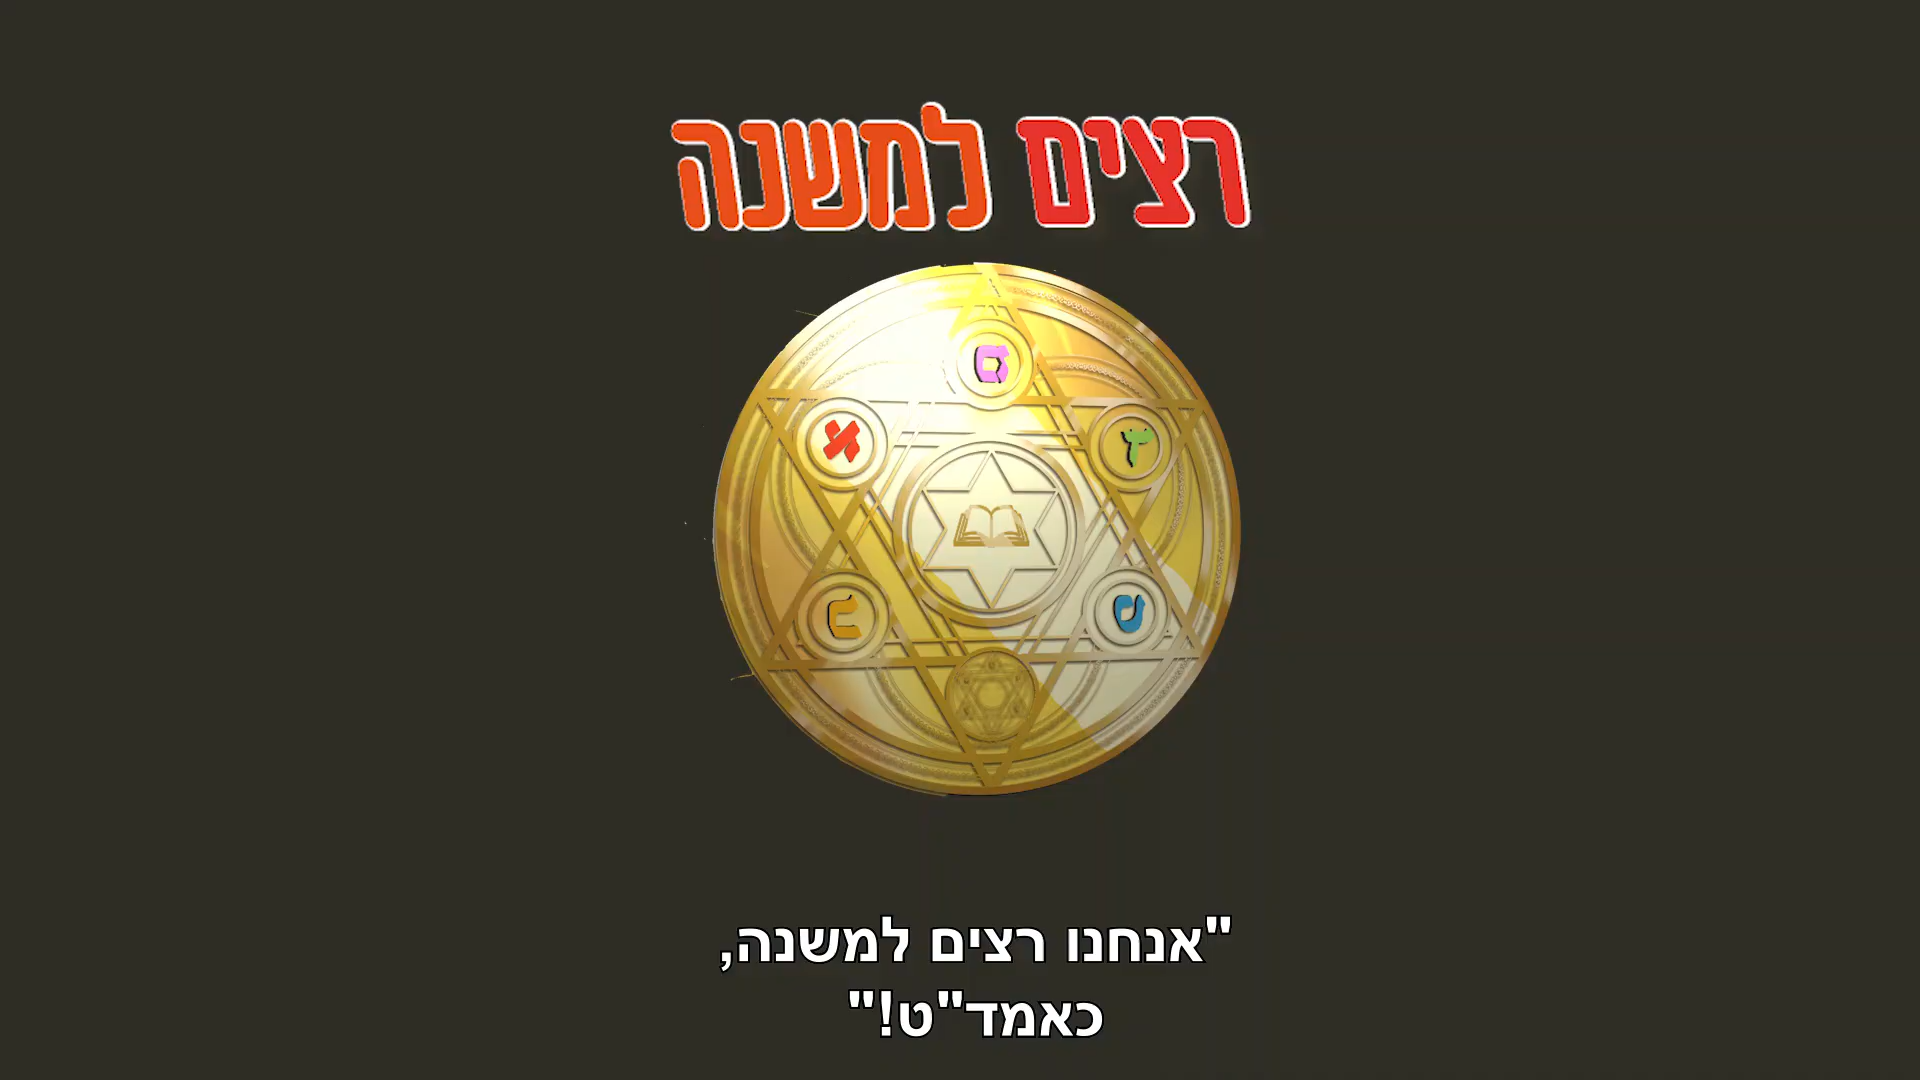 רצים למשנה
ם
א
ד
ב
ש
"אנחנו רצים למשנה,
כאמד"ט!"